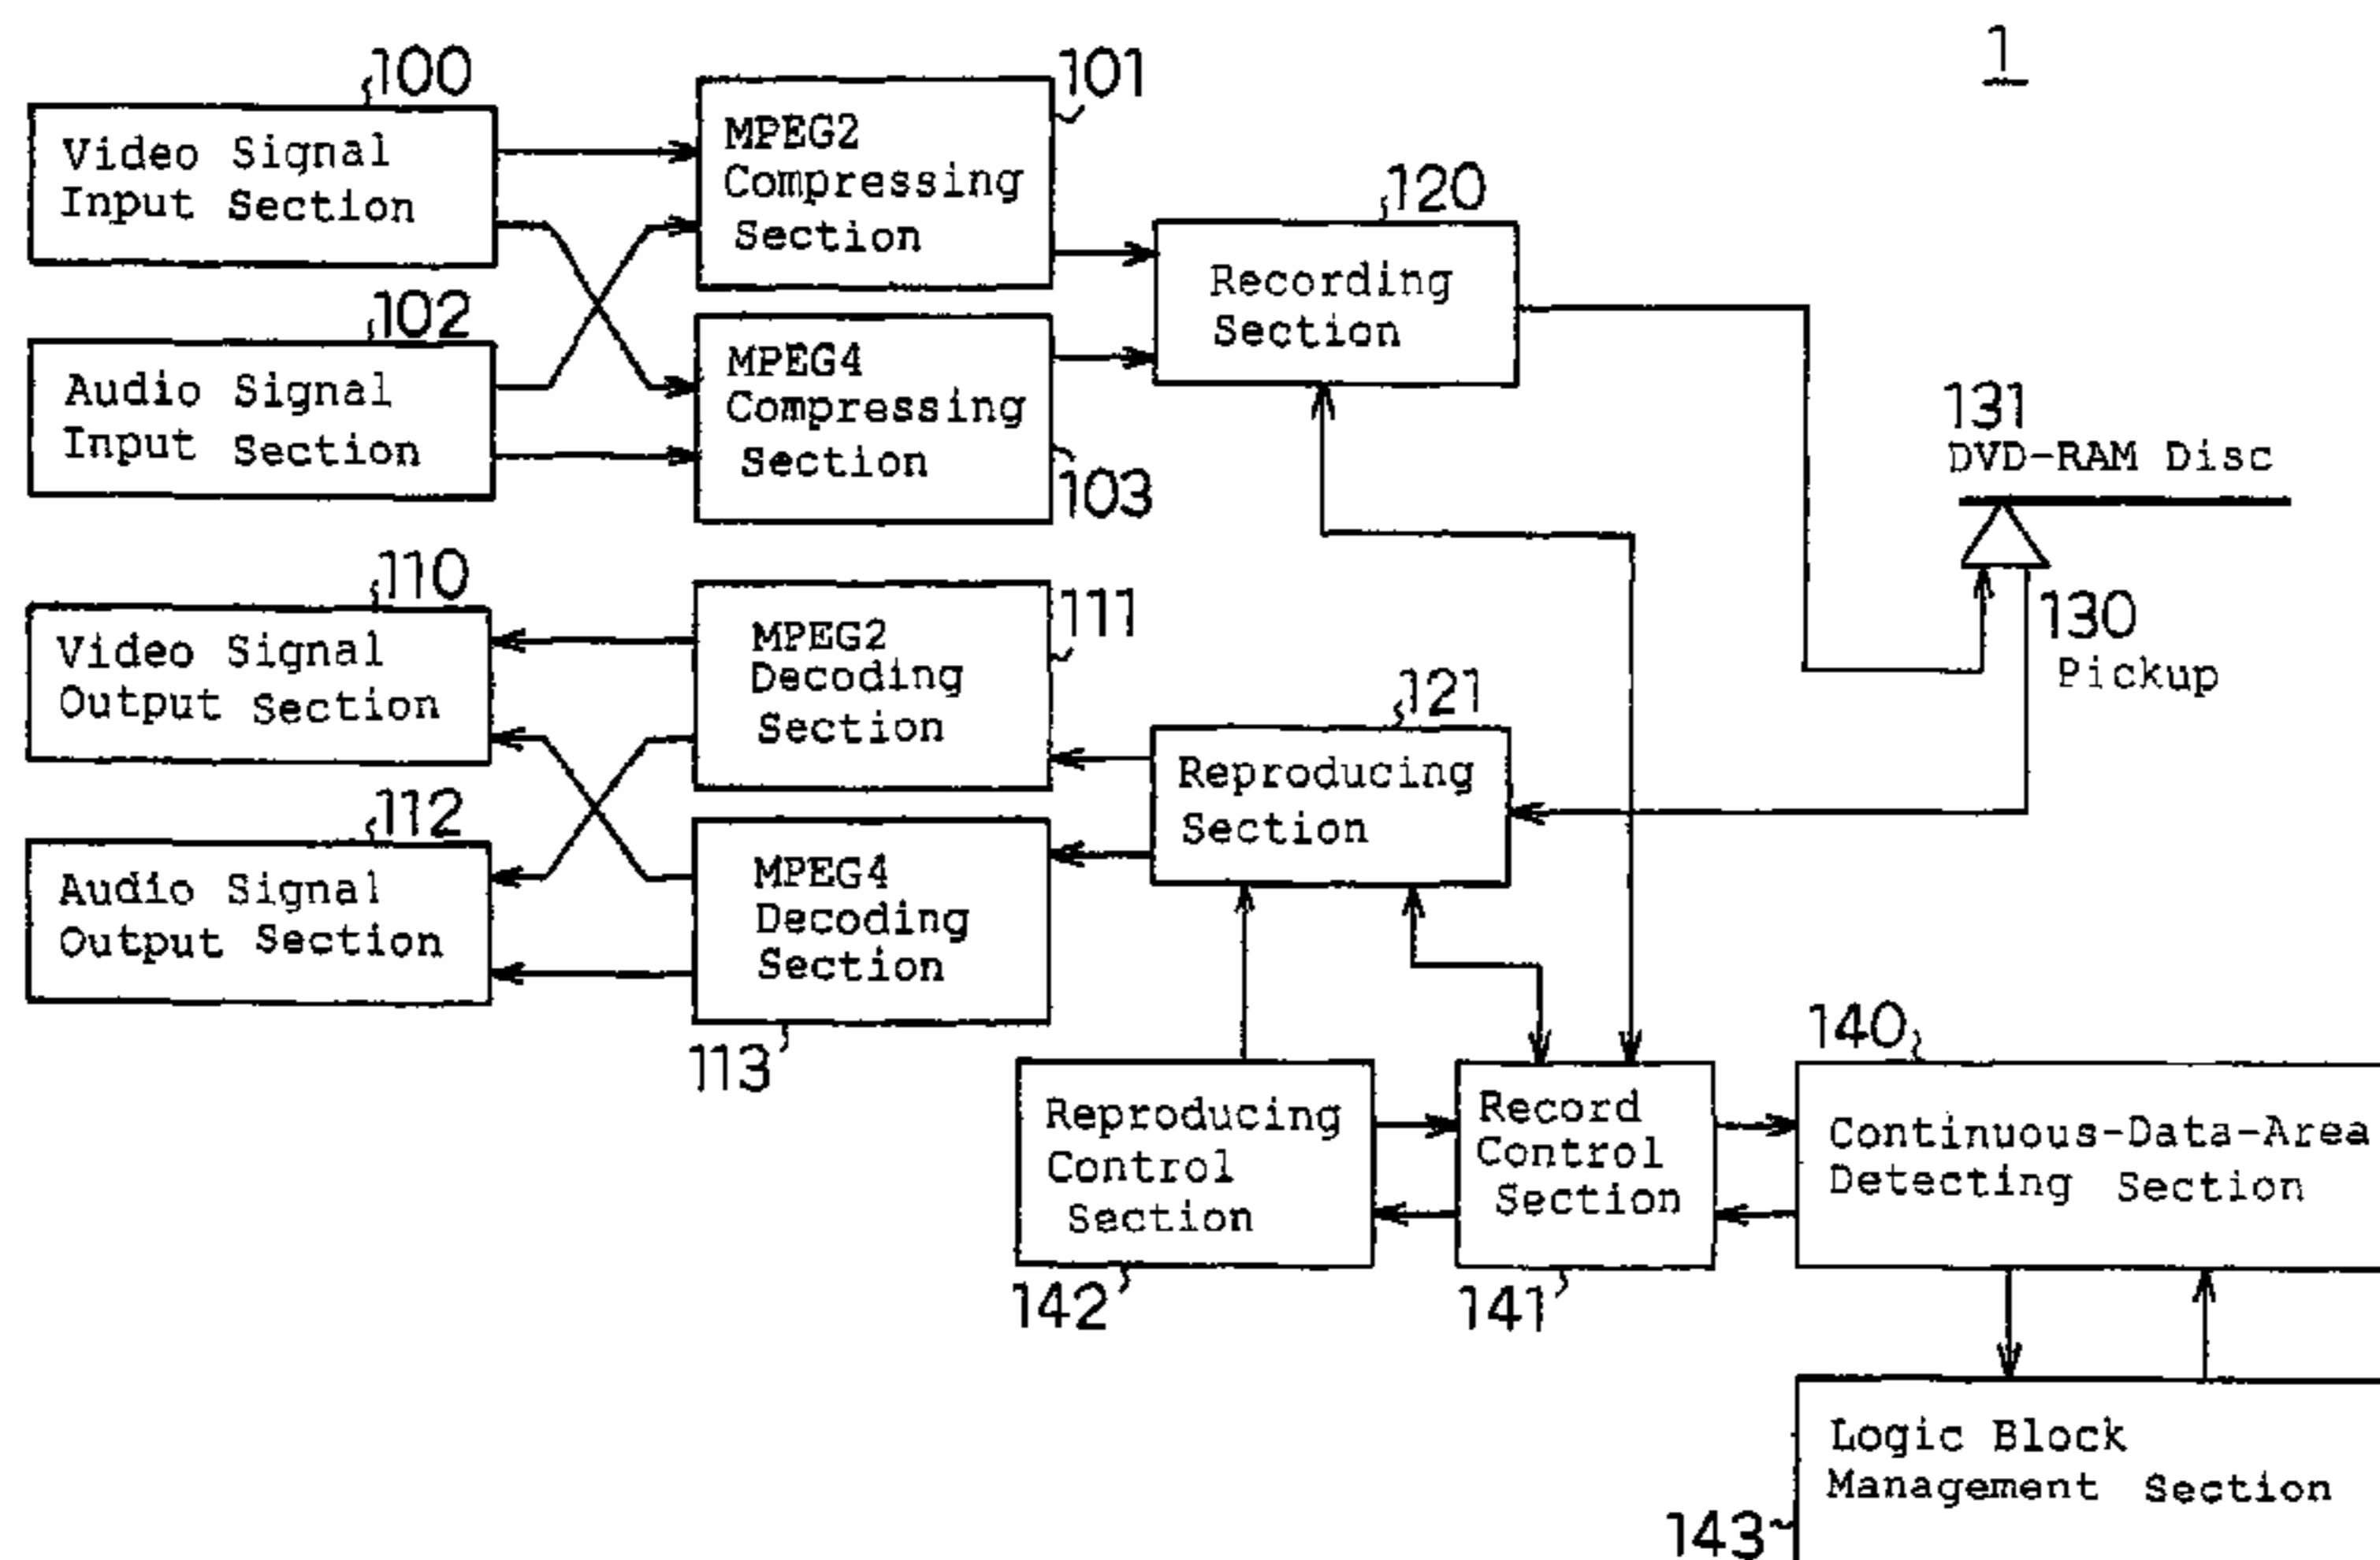 1
100
Video Signal
Input Section
101
MPEG2
Compressing
Section
102
Audio Signal
Input Section
MPEG4
Compressing
Section
103
120
Recording
Section
131
DVD-RAM Disc
130
Pickup
110
Video Signal
Output Section
111
MPEG2
Decoding
Section
112
Audio Signal
Output Section
MPEG4
Decoding
Section
113
121
Reproducing
Section
Reproducing
Control
Section
142
Record
Control
Section
141
140
Continuous-Data-Area
Detecting Section
Logic Block
Management Section
143